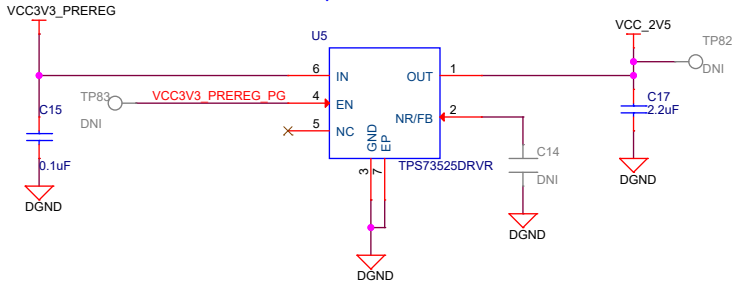 VCC3V3_PREREG
U5
VCC_2V5
TP82
DNI
6
IN
OUT
1
TP83
DNI
VCC3V3_PREREG_PG
4
EN
C15
0.1uF
C17
2.2uF
5
NC
NR/FB
2
GND
EP
3
7
TPS73525DRVR
C14
DNI
DGND
DGND
DGND
DGND